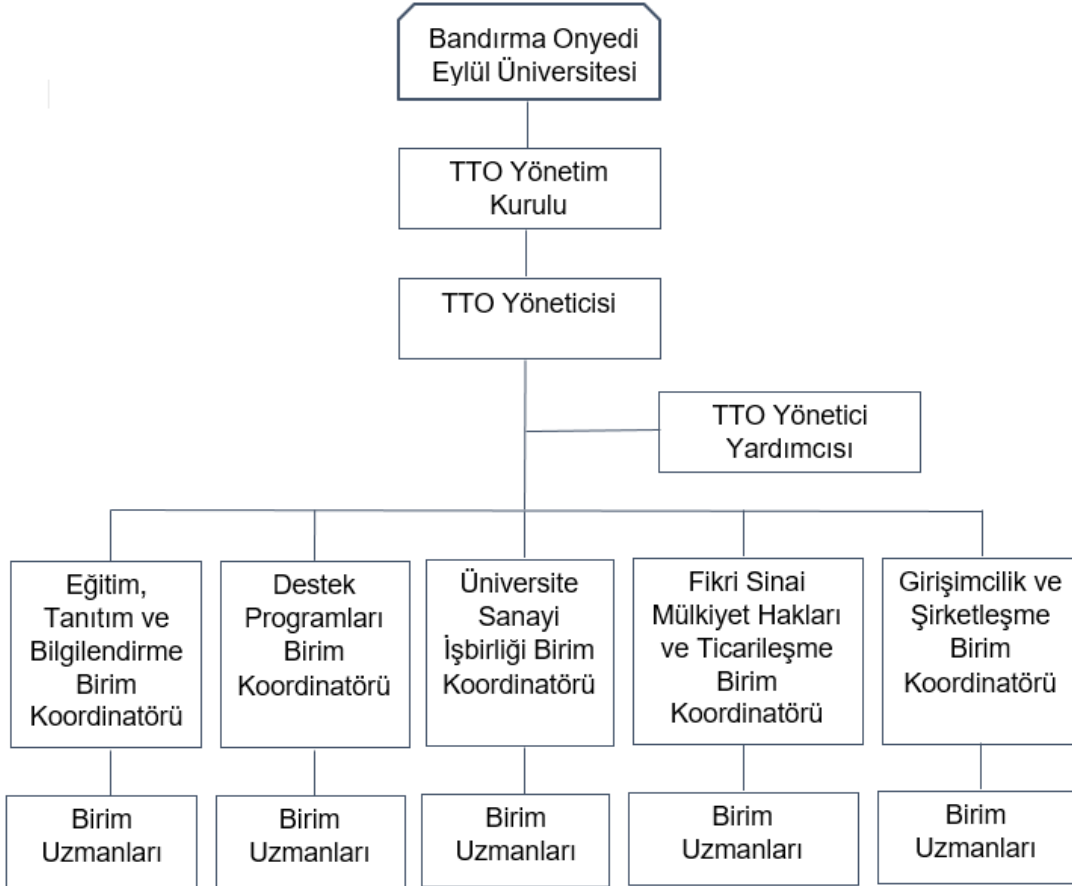 Bandırma Onyedi
Eylül Üniversitesi
TTO Yönetim
Kurulu
TTO Yöneticisi
TTO Yönetici
Yardımcısı
Eğitim,
Tanıtım ve
Bilgilendirme
Birim
Koordinatörü
Destek
Programları
Birim
Koordinatörü
Üniversite
Sanayi
İşbirliği Birim
Koordinatörü
Fikri Sinai
Mülkiyet Hakları
ve Ticarileşme
Birim
Koordinatörü
Girişimcilik ve
Şirketleşme
Birim
Koordinatörü
Birim
Uzmanları
Birim
Uzmanları
Birim
Uzmanları
Birim
Uzmanları
Birim
Uzmanları